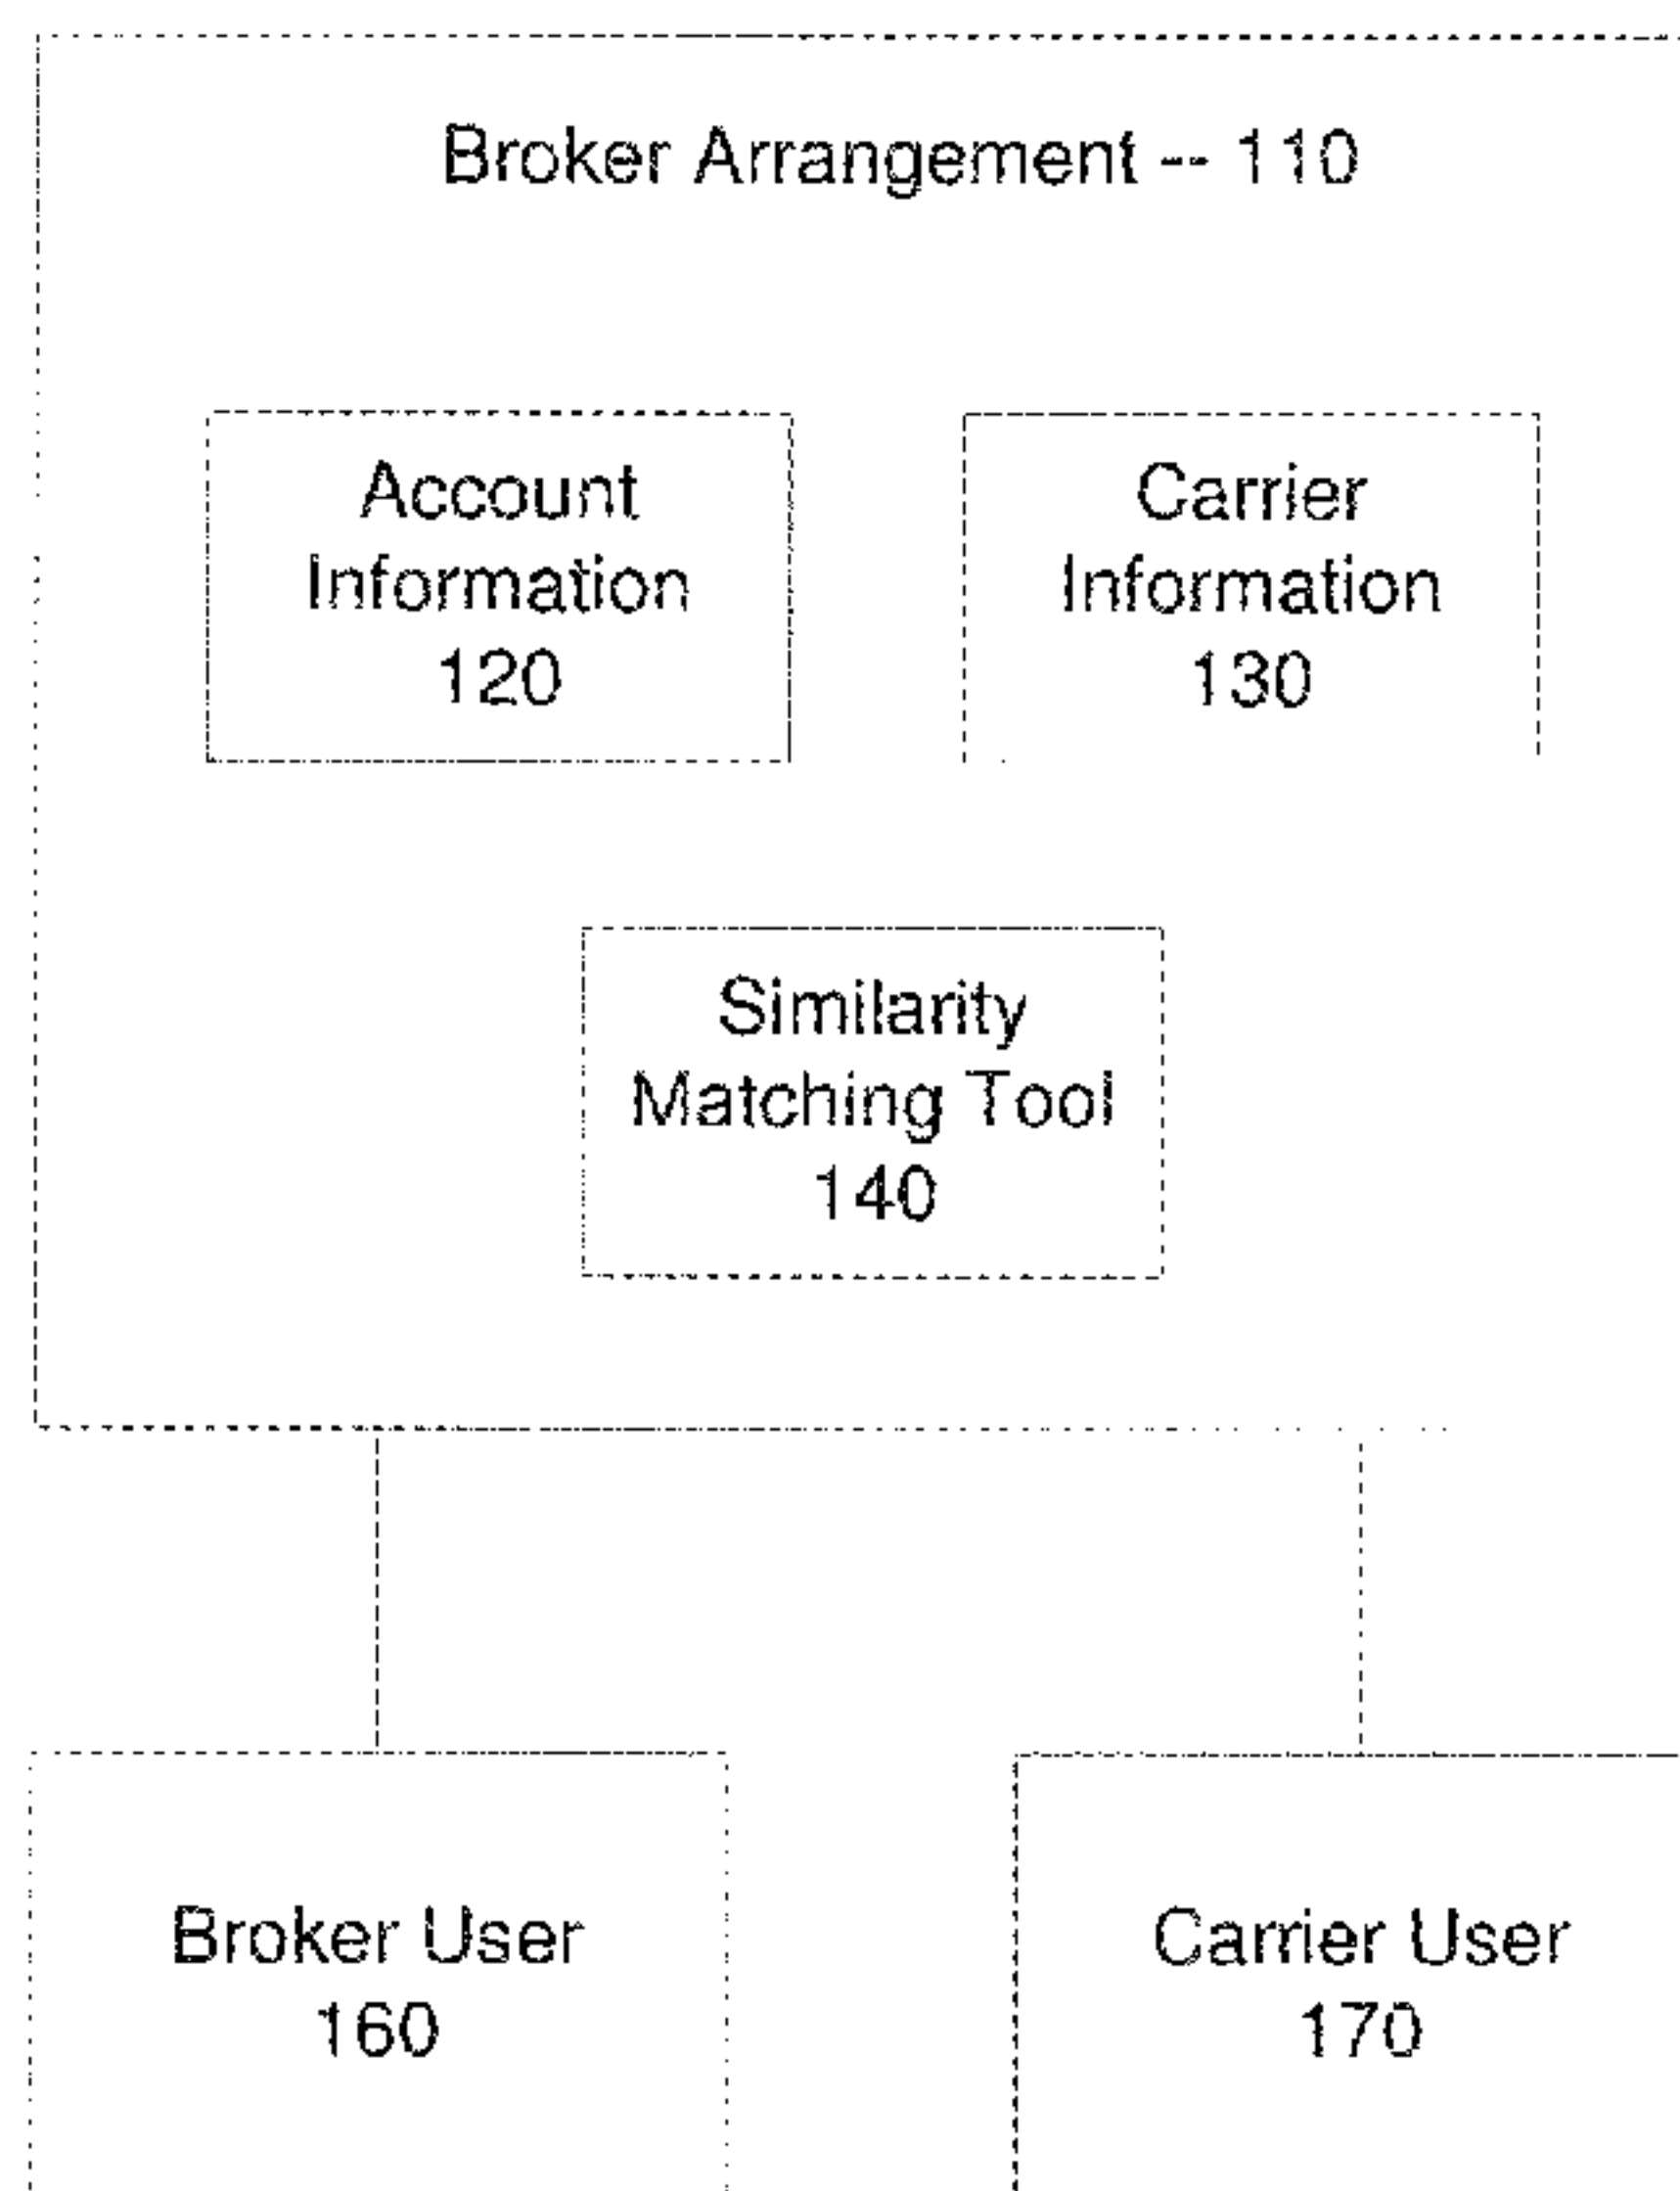 Broker Arrangement -- 110
Account
Information
120
Carrier
Information
130
Similarity
Matching Tool
140
Broker User
160
Carrier User
170